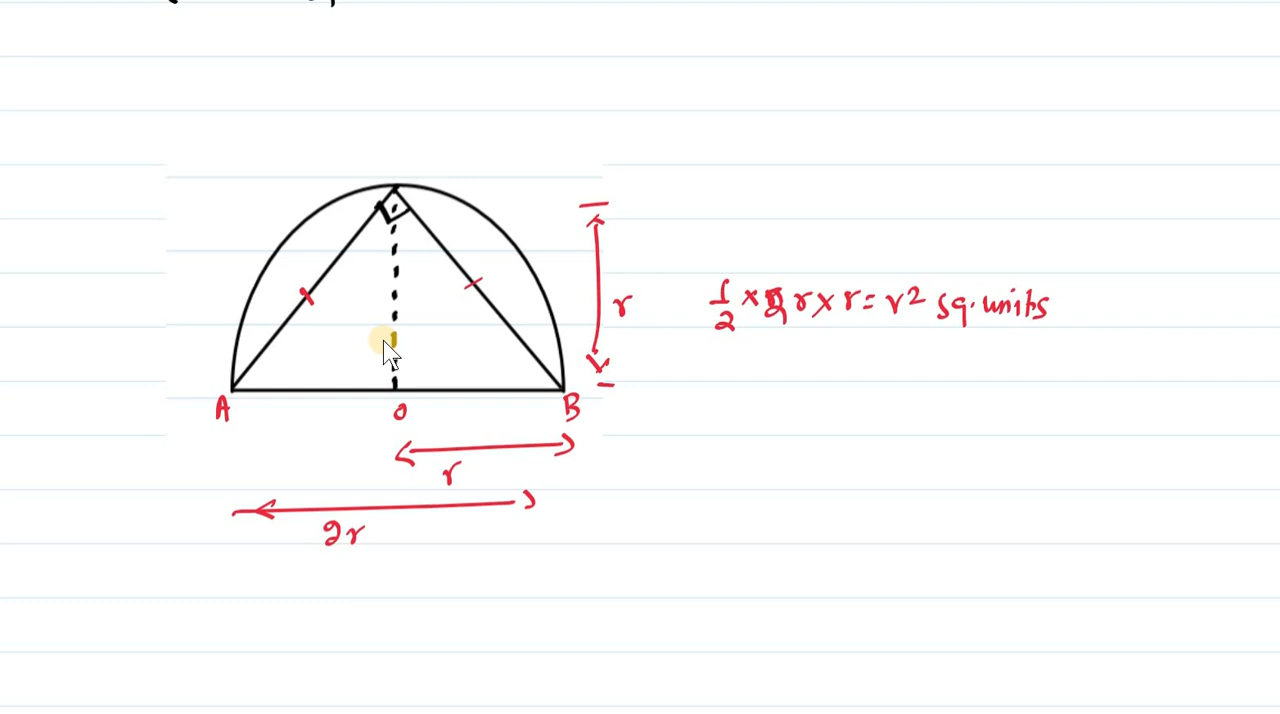 r
1/2 × 2r × r = r² sq. units
A
O
B
r
2r